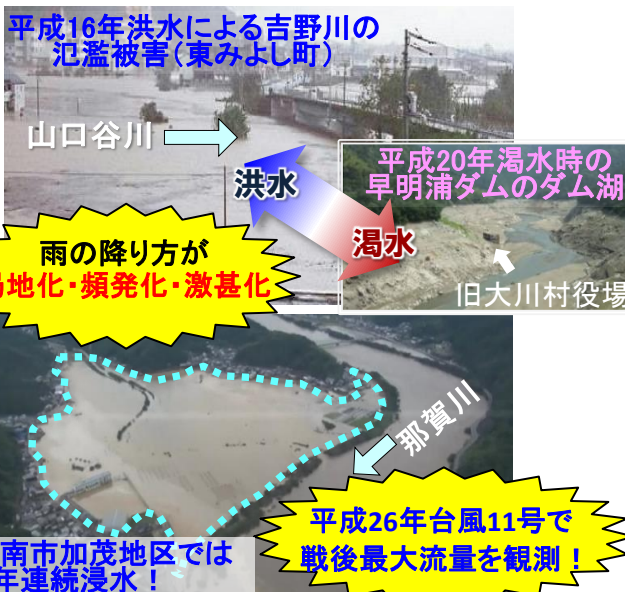 平成16年洪水による吉野川の
氾濫被害(東みよし町)
山口谷川
平成20年渇水時の
早明浦ダムのダム湖
洪水
渇水
旧大川村役場
雨の降り方が
地化・頻発化・激甚化
那賀川
平成26年台風11号で
戦後最大流量を観測!
南市加茂地区では
年連続浸水!